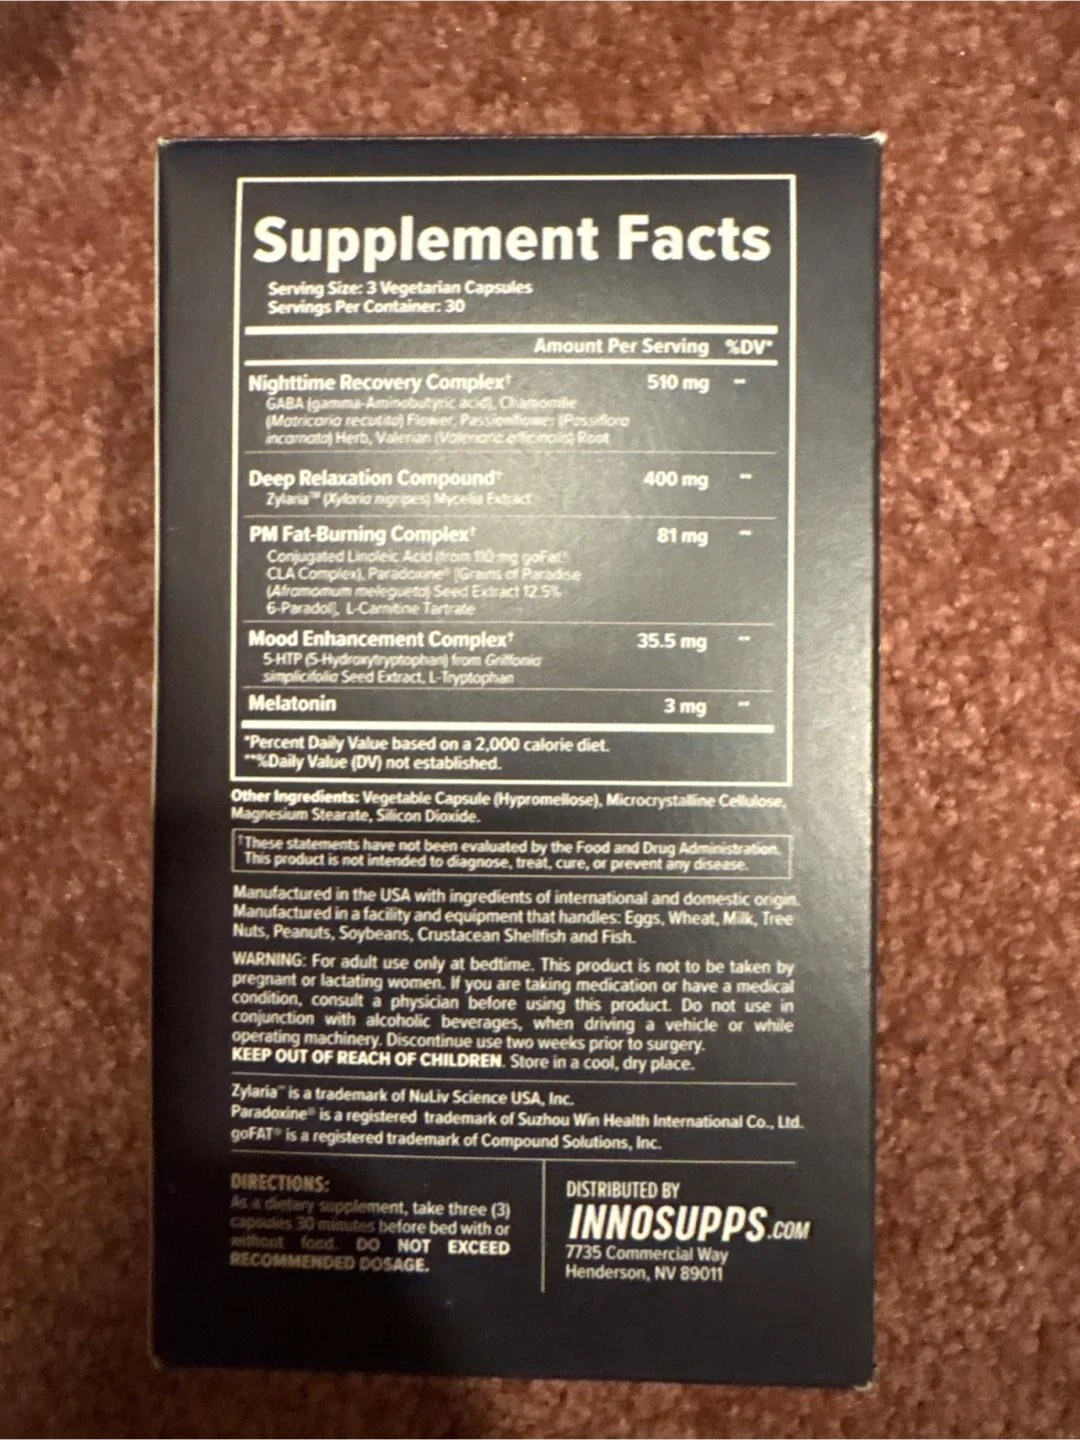 Supplement Facts
Serving Size: 3 Vegetarian Capsules
Servings Per Container: 30
Amount Per Serving %DV*
Nighttime Recovery Complex† 510 mg **
GABA (gamma-Aminobutyric acid), Chamomile
(Matricaria recutita) Flower, Passionflower (Passiflora
incarnata) Herb, Valerian (Valeriana officinalis) Root
Deep Relaxation Compound† 400 mg **
Zylaria™ (Xylaria nigripes) Mycelia Extract
PM Fat-Burning Complex† 81 mg **
Conjugated Linoleic Acid (from 110 mg goFat®
CLA Complex), Paradoxine® [Grains of Paradise
(Aframomum melegueta) Seed Extract 12.5%
6-Paradol], L-Carnitine Tartrate
Mood Enhancement Complex† 35.5 mg **
5-HTP (5-Hydroxytryptophan) from Griffonia
simplicifolia Seed Extract, L-Tryptophan
Melatonin 3 mg **
*Percent Daily Value based on a 2,000 calorie diet.
**%Daily Value (DV) not established.
Other Ingredients: Vegetable Capsule (Hypromellose), Microcrystalline Cellulose,
Magnesium Stearate, Silicon Dioxide.
†These statements have not been evaluated by the Food and Drug Administration.
This product is not intended to diagnose, treat, cure, or prevent any disease.
Manufactured in the USA with ingredients of international and domestic origin.
Manufactured in a facility and equipment that handles: Eggs, Wheat, Milk, Tree
Nuts, Peanuts, Soybeans, Crustacean Shellfish and Fish.
WARNING: For adult use only at bedtime. This product is not to be taken by
pregnant or lactating women. If you are taking medication or have a medical
condition, consult a physician before using this product. Do not use in
conjunction with alcoholic beverages, when driving a vehicle or while
operating machinery. Discontinue use two weeks prior to surgery.
KEEP OUT OF REACH OF CHILDREN. Store in a cool, dry place.
Zylaria™ is a trademark of NuLiv Science USA, Inc.
Paradoxine® is a registered trademark of Suzhou Win Health International Co., Ltd.
goFAT® is a registered trademark of Compound Solutions, Inc.
DIRECTIONS:
As a dietary supplement, take three (3)
capsules 30 minutes before bed with or
without food. DO NOT EXCEED
RECOMMENDED DOSAGE.
DISTRIBUTED BY
INNOSUPPS.COM
7735 Commercial Way
Henderson, NV 89011